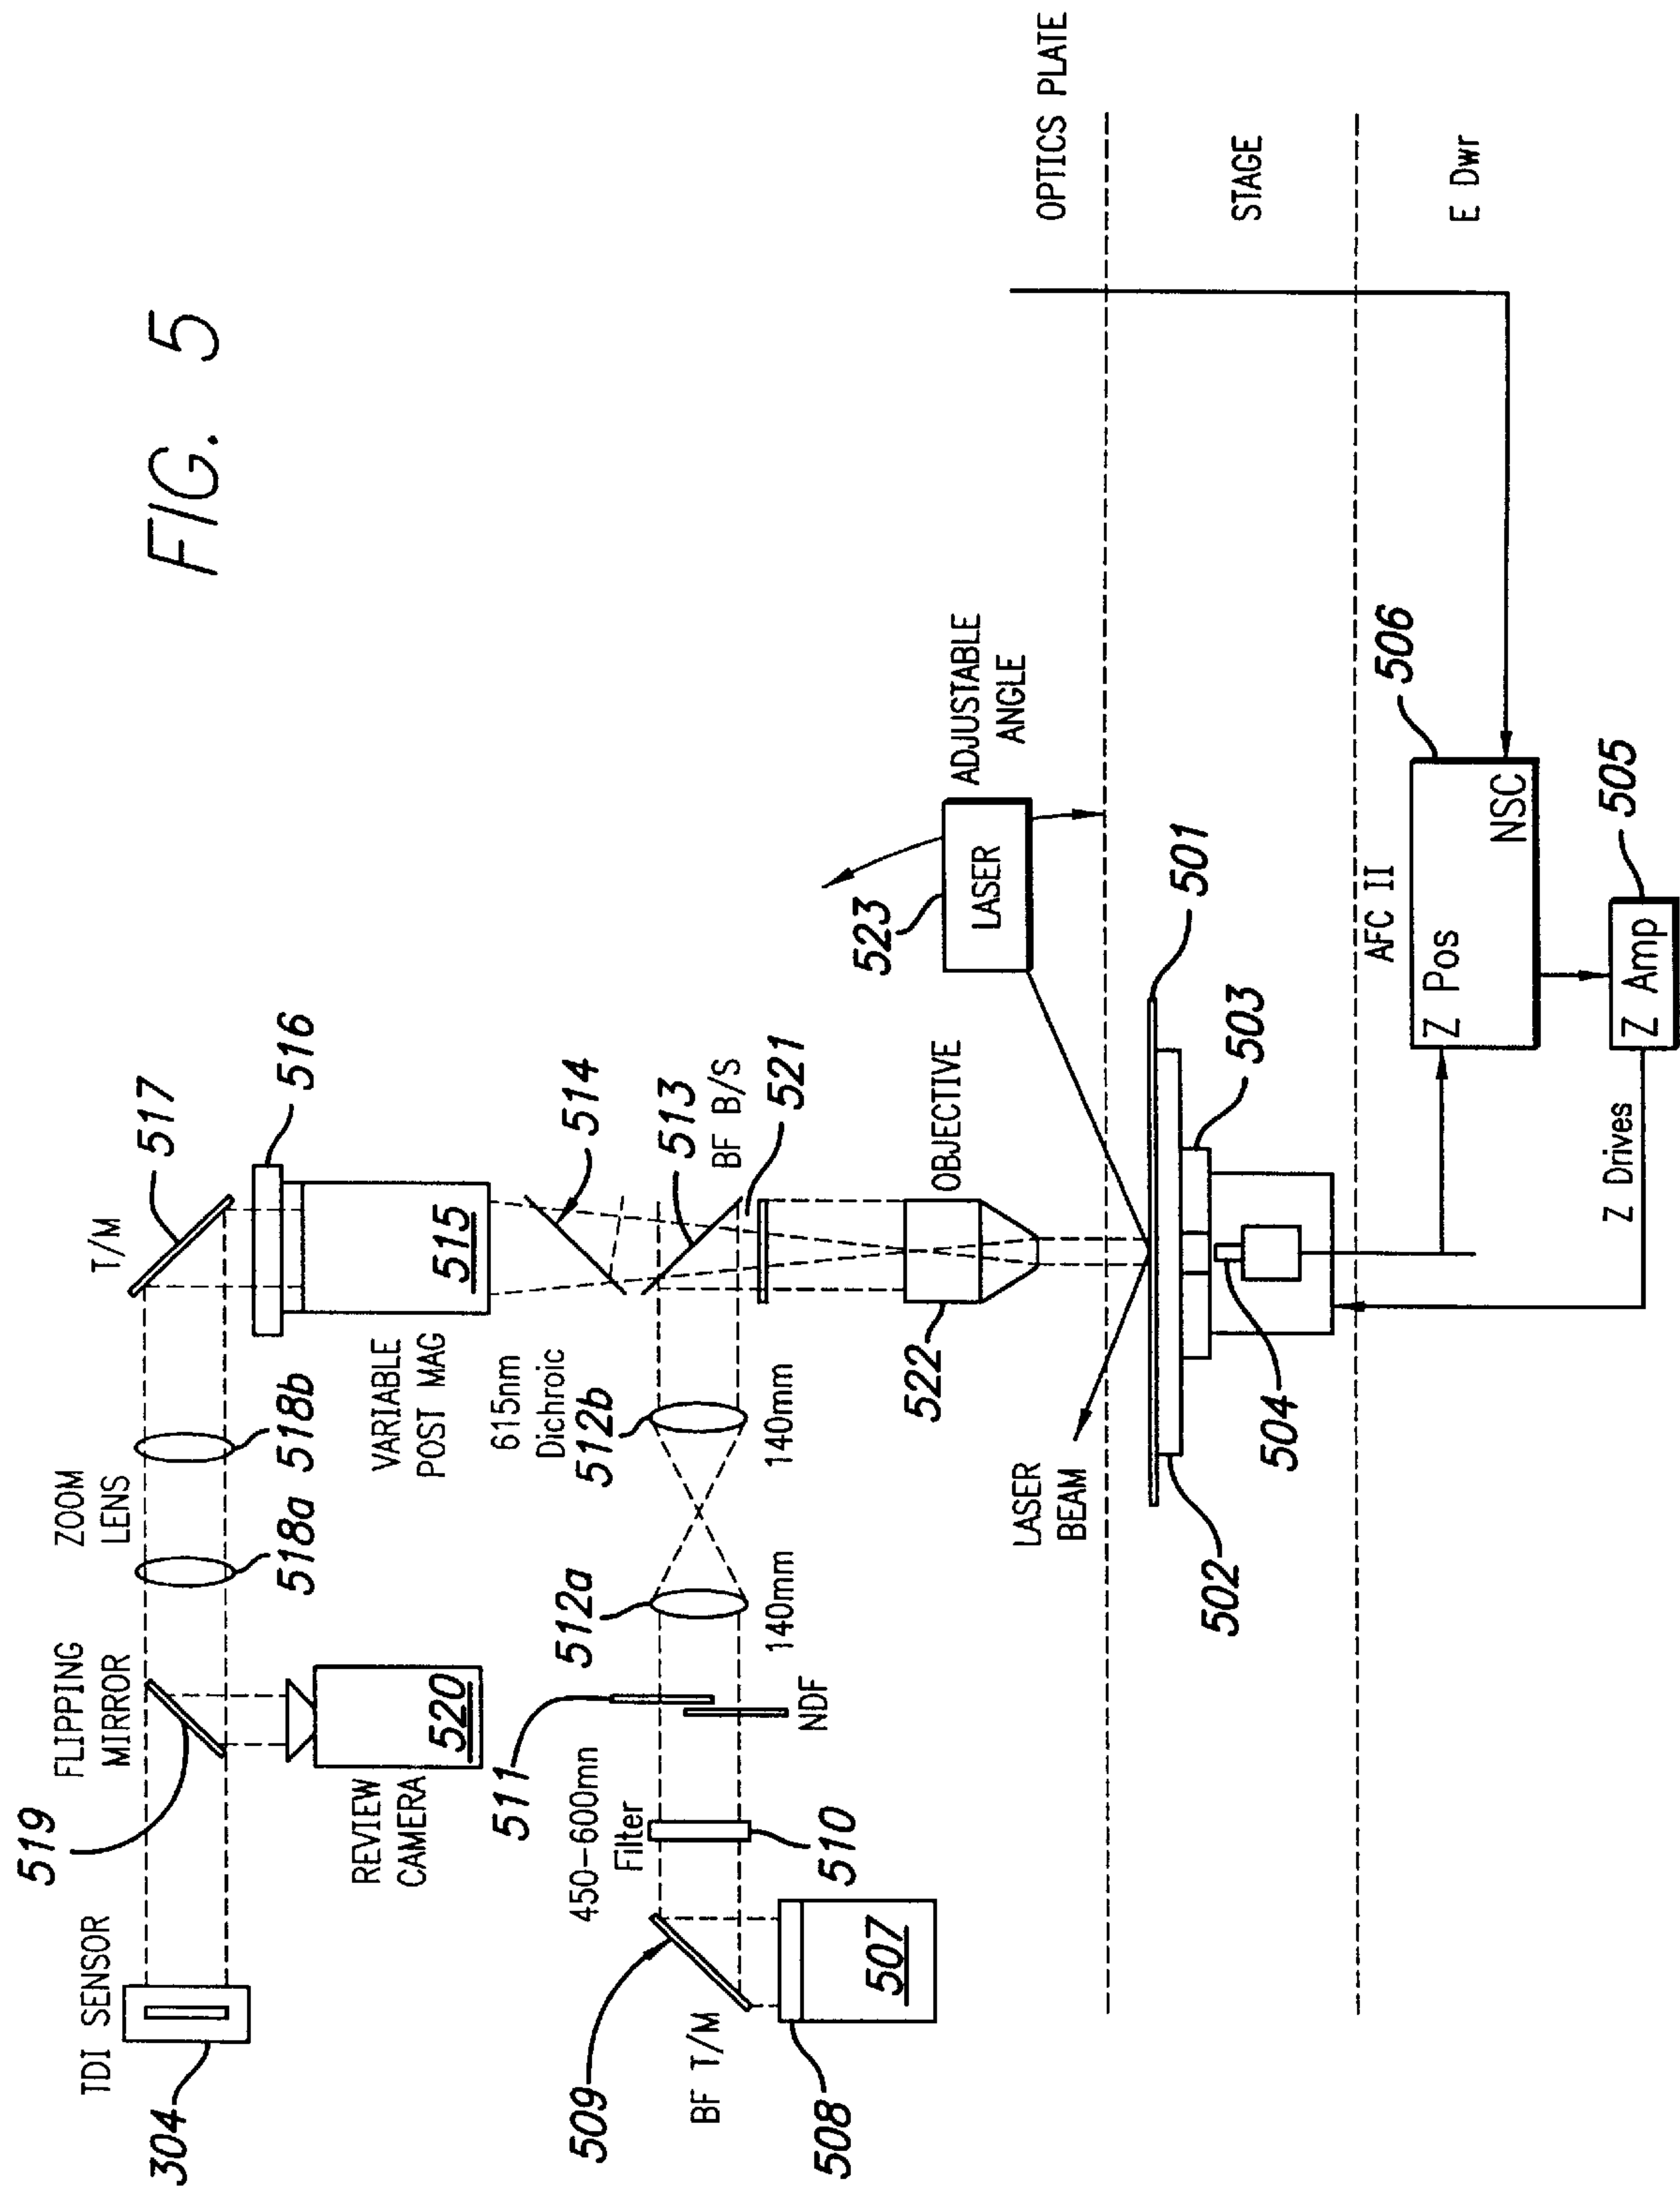 FIG. 5
TDI SENSOR
304
519
FLIPPING
MIRROR
ZOOM
LENS
518a
518b
T/M
517
516
REVIEW
CAMERA
520
VARIABLE
POST MAG
515
514
615nm
Dichroic
509
BF T/M
508
507
450-600mn
Filter
510
511
NDF
512a
140mm
512b
140mm
513
BF B/S
521
522
OBJECTIVE
523
LASER
ADJUSTABLE
ANGLE
LASER
BEAM
OPTICS PLATE
STAGE
E Dwr
501
502
503
504
AFC II
506
Z Pos
NSC
505
Z Amp
Z Drives